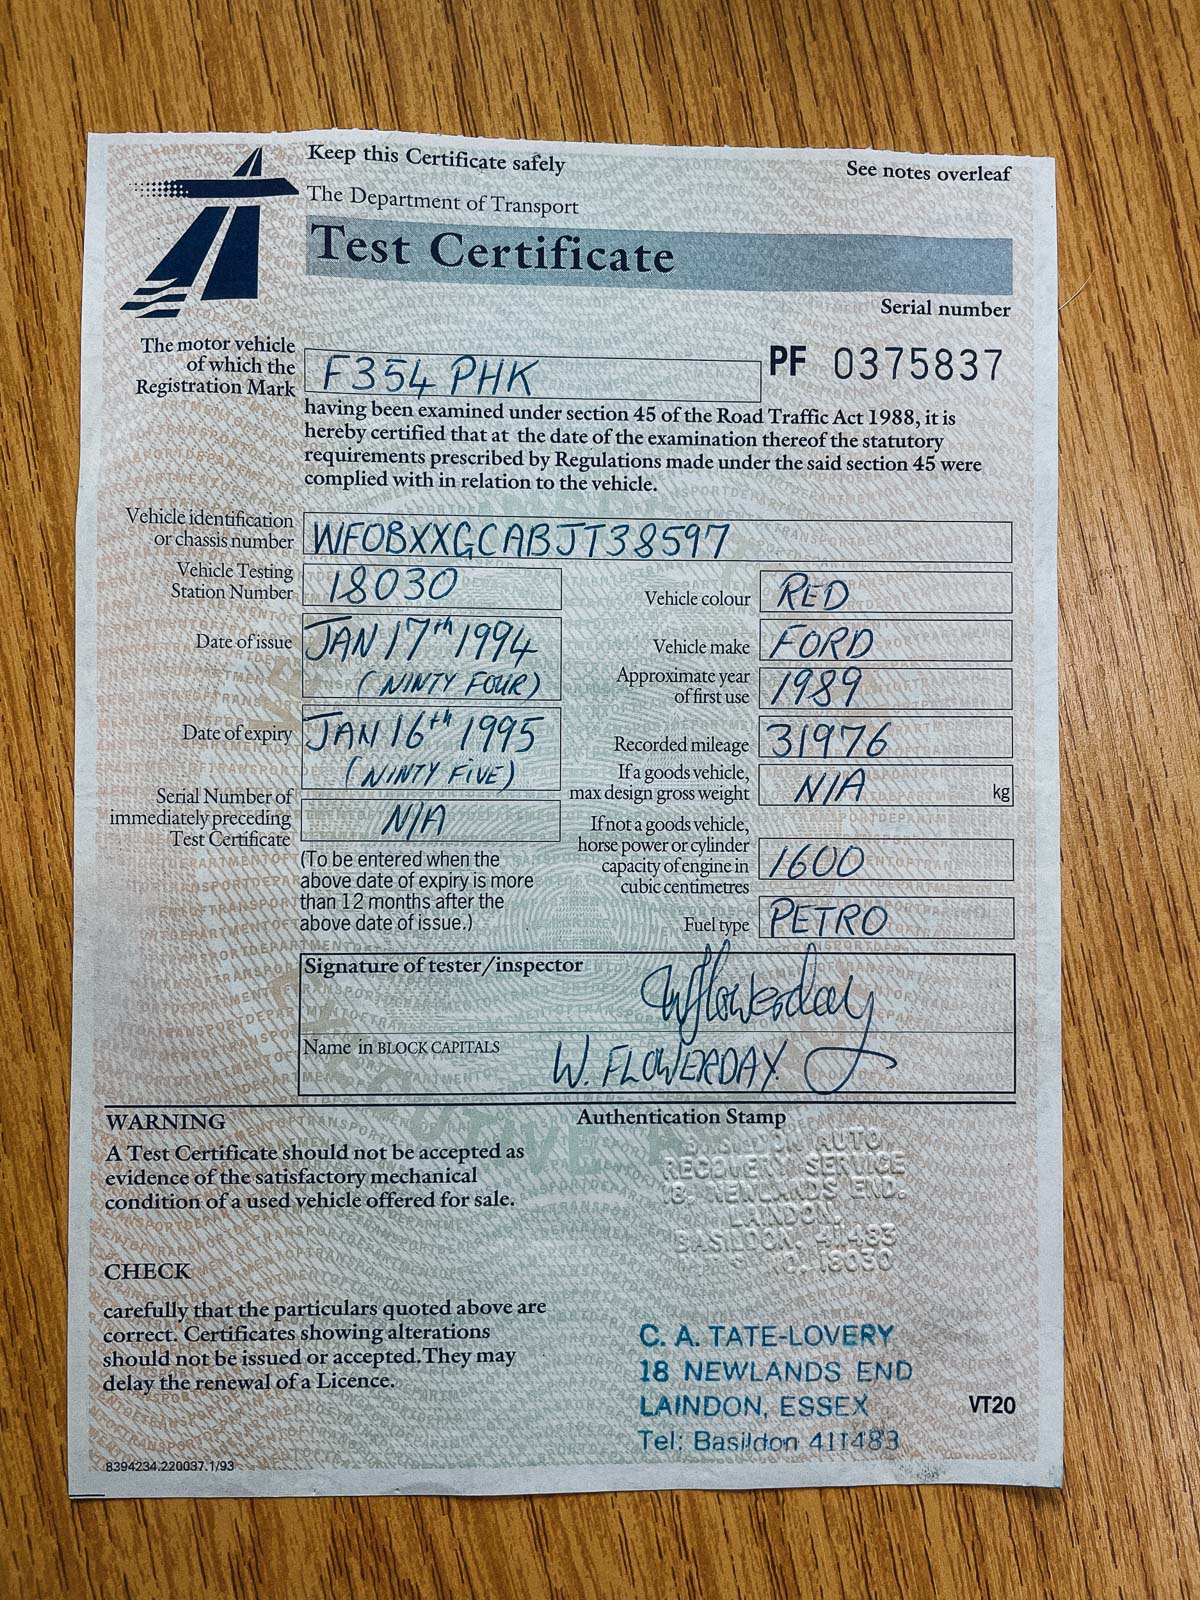 Keep this Certificate safely
See notes overleaf
The Department of Transport
Test Certificate
Serial number
PF 0375837
The motor vehicle
of which the
Registration Mark
F354 PHK
having been examined under section 45 of the Road Traffic Act 1988, it is
hereby certified that at the date of the examination thereof the statutory
requirements prescribed by Regulations made under the said section 45 were
complied with in relation to the vehicle.
Vehicle identification
or chassis number
WFOBXXGCABJT38597
Vehicle Testing
Station Number
18030
Vehicle colour
RED
Date of issue
JAN 17th 1994
(NINTY FOUR)
Vehicle make
FORD
Approximate year
of first use
1989
Date of expiry
JAN 16th 1995
(NINTY FIVE)
Recorded mileage
31976
If a goods vehicle,
max design gross weight
N/A
kg
Serial Number of
immediately preceding
Test Certificate
N/A
(To be entered when the
above date of expiry is more
than 12 months after the
above date of issue.)
If not a goods vehicle,
horse power or cylinder
capacity of engine in
cubic centimetres
1600
Fuel type
PETRO
Signature of tester/inspector
WFlowerday
Name in BLOCK CAPITALS
W. FLOWERDAY.
WARNING
A Test Certificate should not be accepted as
evidence of the satisfactory mechanical
condition of a used vehicle offered for sale.
CHECK
carefully that the particulars quoted above are
correct. Certificates showing alterations
should not be issued or accepted. They may
delay the renewal of a Licence.
8394234.220037.1/93
Authentication Stamp
BASILDON AUTO
RECOVERY SERVICE
18, NEWLANDS END.
LAINDON,
BASILDON. 411483
NO. 18030
C. A. TATE-LOVERY
18 NEWLANDS END
LAINDON, ESSEX
Tel: Basildon 411483
VT20